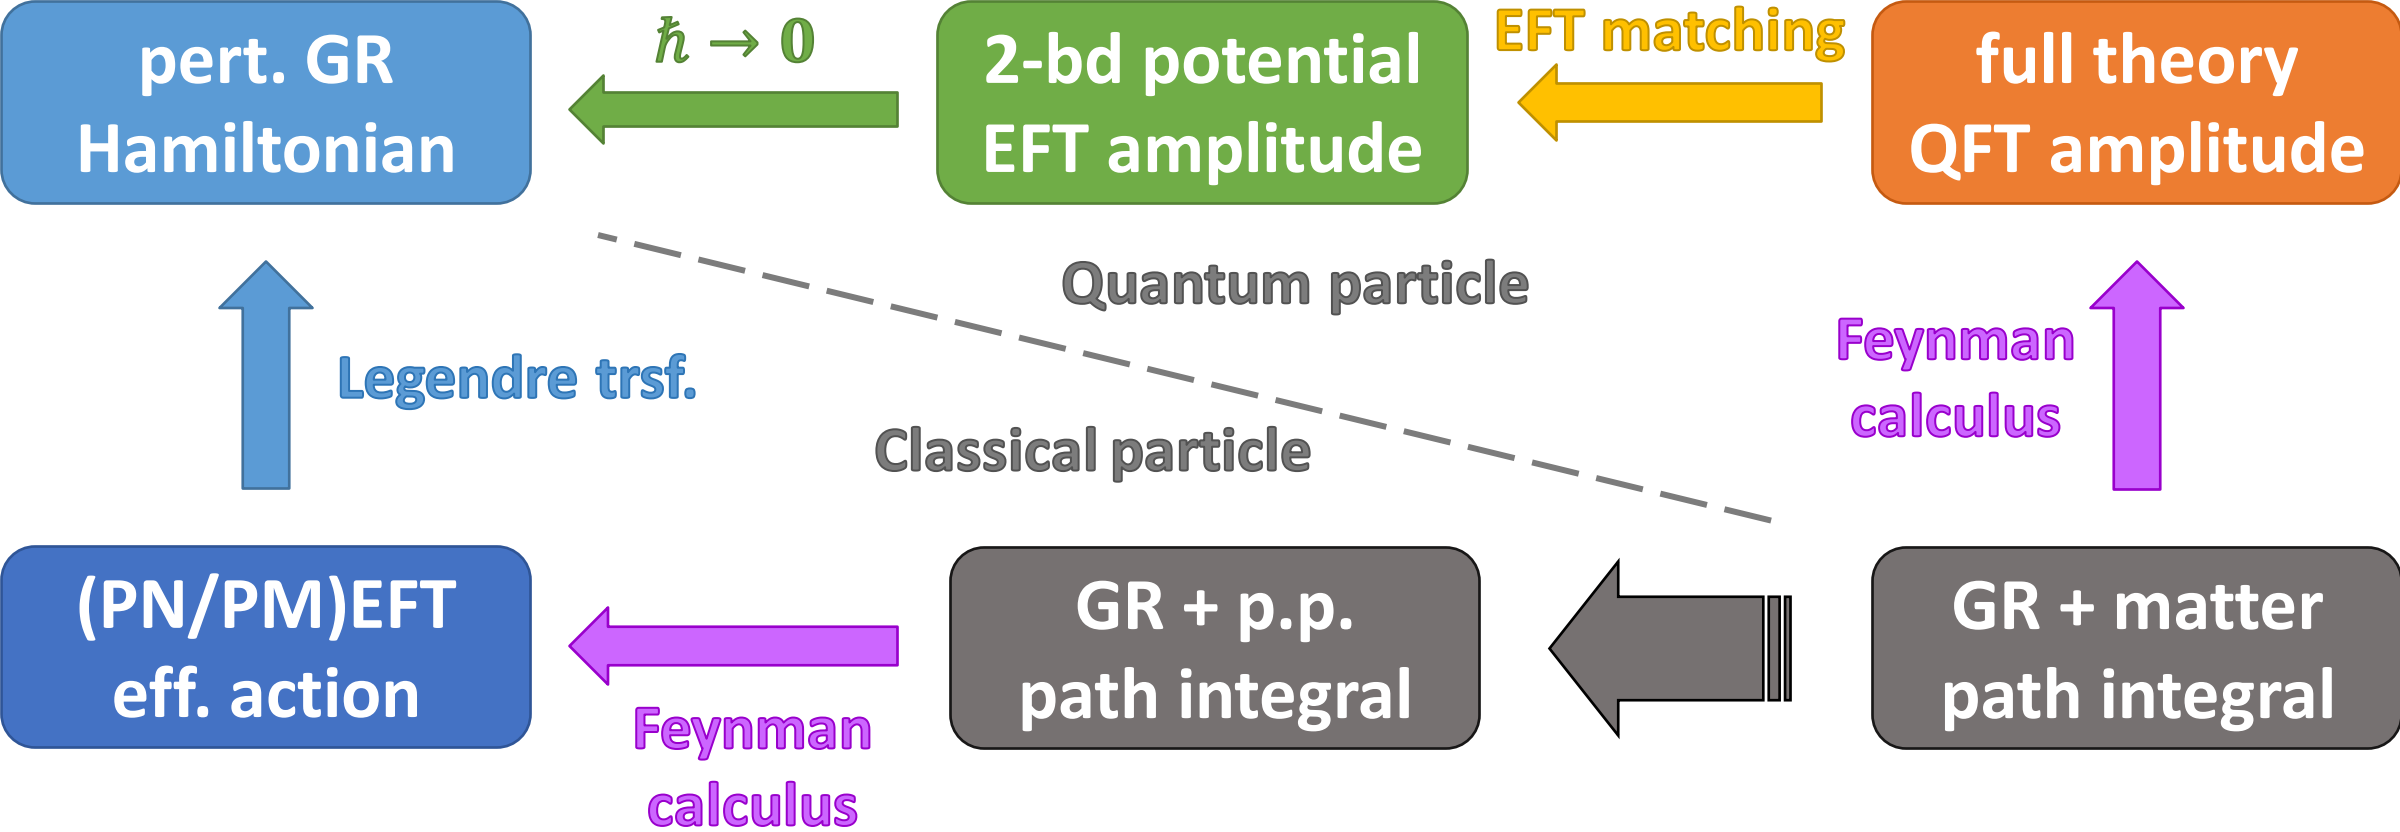 pert. GR
Hamiltonian
ℏ → 0
2-bd potential
EFT amplitude
EFT matching
full theory
QFT amplitude
Quantum particle
Legendre trsf.
Classical particle
Feynman
calculus
(PN/PM)EFT
eff. action
Feynman
calculus
GR + p.p.
path integral
GR + matter
path integral